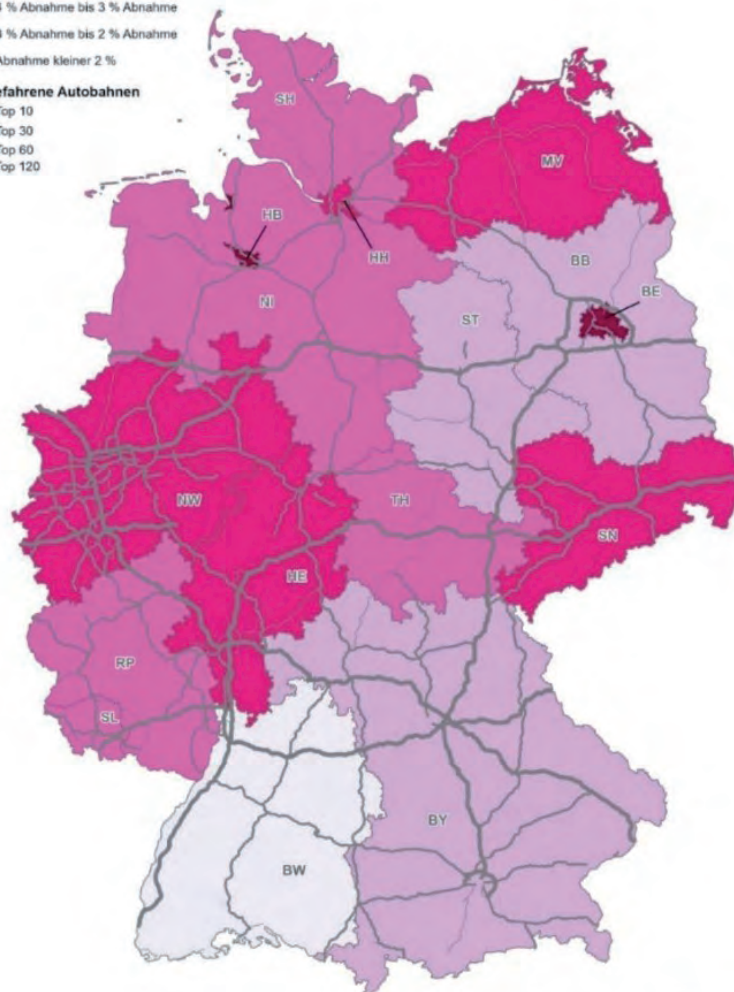 % Abnahme bis 3 % Abnahme
% Abnahme bis 2 % Abnahme
Abnahme kleiner 2 %
efahrene Autobahnen
Top 10
Top 30
Top 60
Top 120
SH
MV
HB
HH
BB
BE
NI
ST
NW
TH
SN
HE
RP
SL
BY
BW